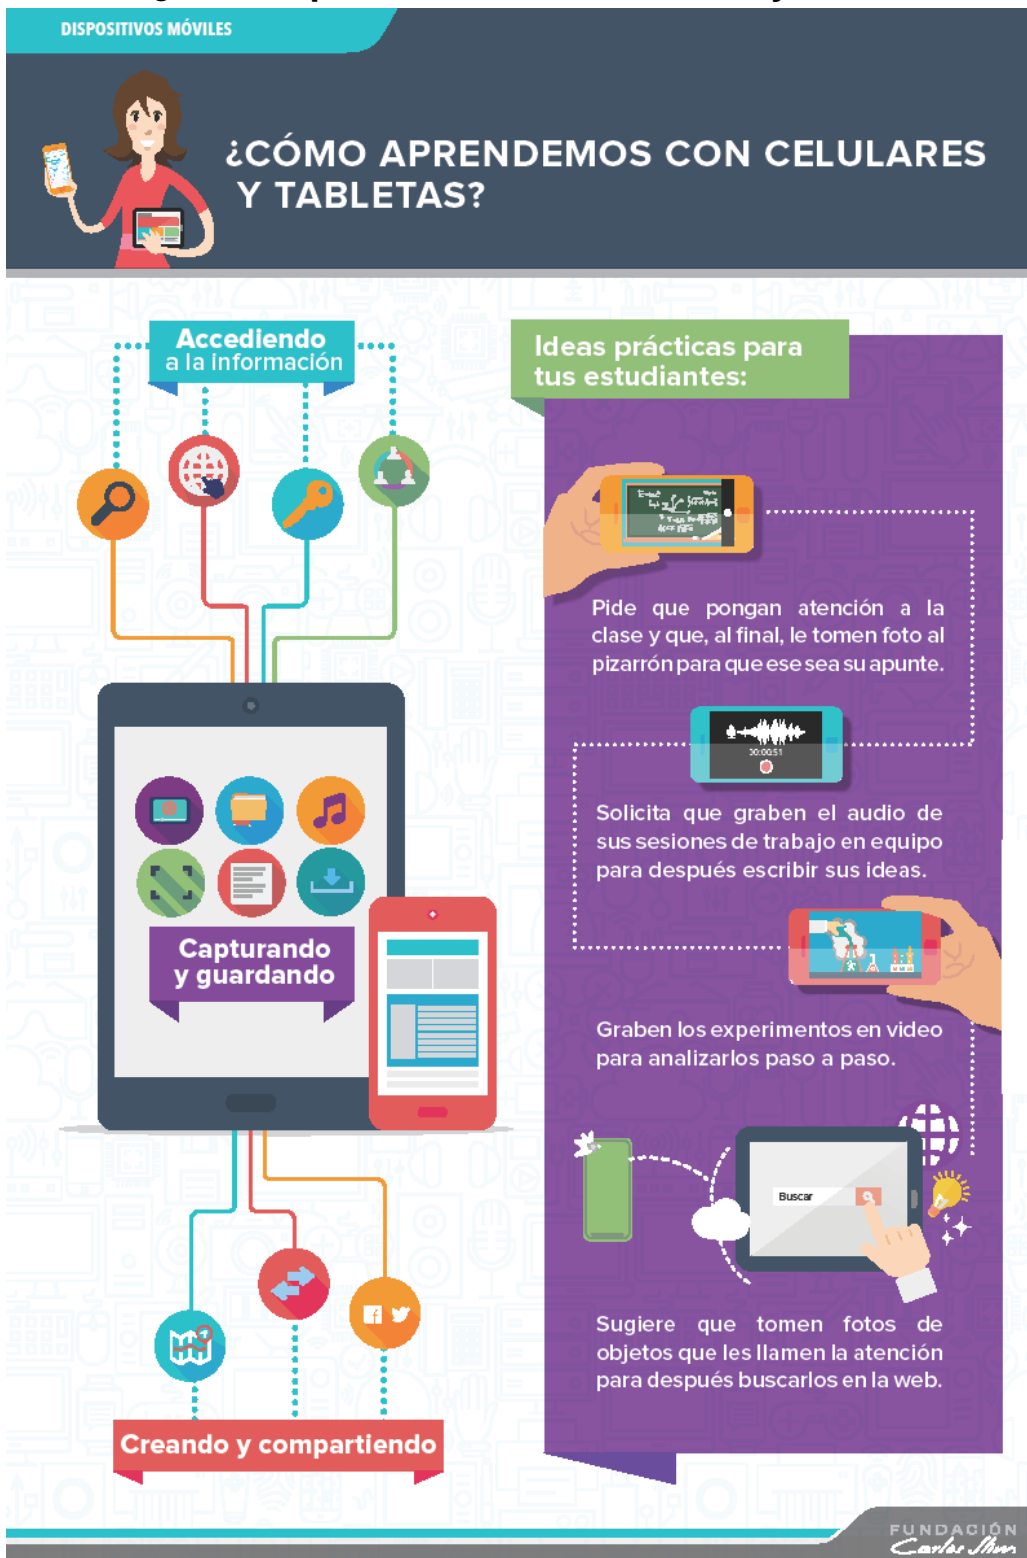 DISPOSITIVOS MÓVILES
¿CÓMO APRENDEMOS CON CELULARES
Y TABLETAS?
Accediendo
a la información
Capturando
y guardando
Creando y compartiendo
Ideas prácticas para
tus estudiantes:
Pide que pongan atención a la
clase y que, al final, le tomen foto al
pizarrón para que ese sea su apunte.
00:00:51
Solicita que graben el audio de
sus sesiones de trabajo en equipo
para después escribir sus ideas.
Graben los experimentos en video
para analizarlos paso a paso.
Buscar
Sugiere que tomen fotos de
objetos que les llamen la atención
para después buscarlos en la web.
FUNDACIÓN
Carlos Slim